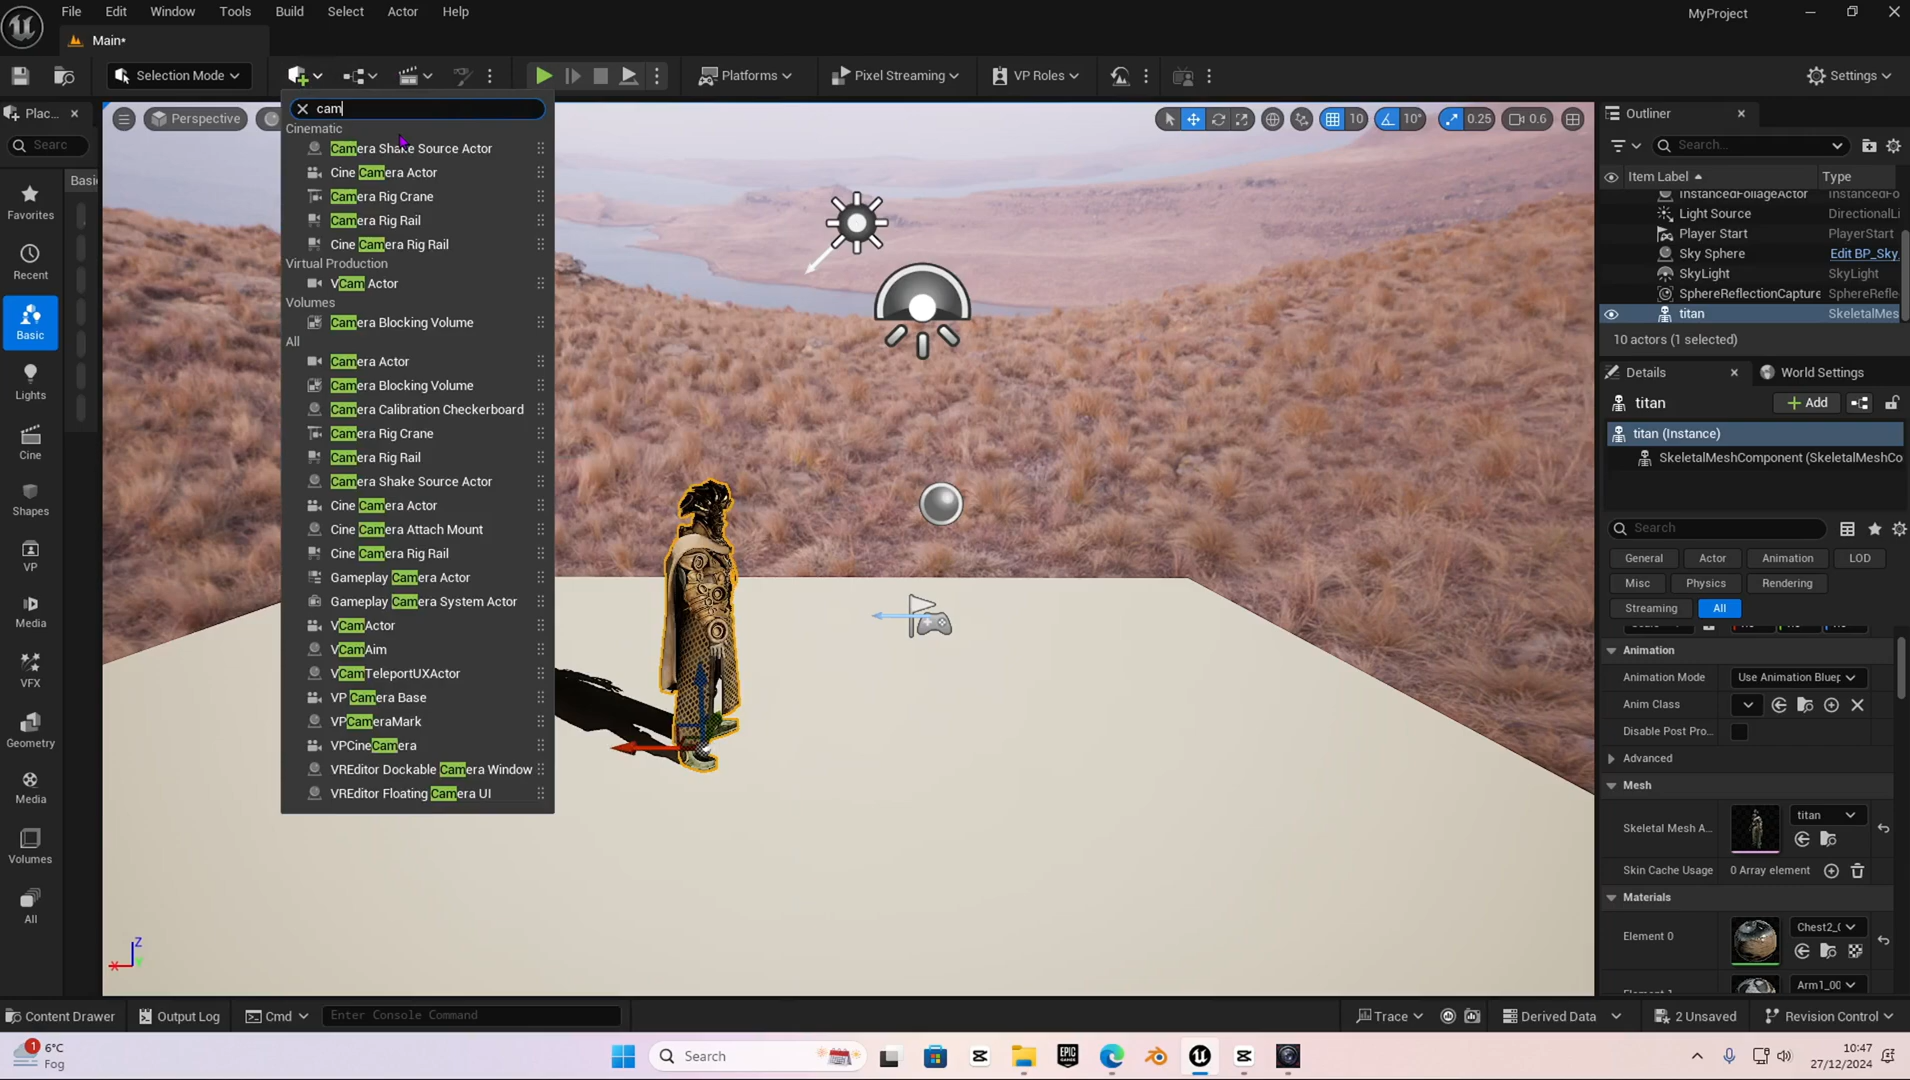 File Edit Window Tools Build Select Actor Help
MyProject
Main*
Selection Mode
Platforms
Pixel Streaming
VP Roles
Settings
Plac...
Searc
Basi
Favorites
Recent
Basic
Lights
Cine
Shapes
VP
Media
VFX
Geometry
Media
Volumes
All
cam
Cinematic
Camera Shake Source Actor
Cine Camera Actor
Camera Rig Crane
Camera Rig Rail
Cine Camera Rig Rail
Virtual Production
VCam Actor
Volumes
Camera Blocking Volume
All
Camera Actor
Camera Blocking Volume
Camera Calibration Checkerboard
Camera Rig Crane
Camera Rig Rail
Camera Shake Source Actor
Cine Camera Actor
Cine Camera Attach Mount
Cine Camera Rig Rail
Gameplay Camera Actor
Gameplay Camera System Actor
VCamActor
VCamAim
VCamTeleportUXActor
VP Camera Base
VPCameraMark
VPCineCamera
VREditor Dockable Camera Window
VREditor Floating Camera UI
Perspective
10 10° 0.25 0.6
Z
X
Y
Outliner
Search...
Item Label Type
InstancedFoliageActor InstancedFo
Light Source DirectionalLi
Player Start PlayerStart
Sky Sphere Edit BP_Sky
SkyLight SkyLight
SphereReflectionCapture SphereRefle
titan SkeletalMes
10 actors (1 selected)
Details World Settings
titan
Add
titan (Instance)
SkeletalMeshComponent (SkeletalMeshCo
Search
General Actor Animation LOD
Misc Physics Rendering
Streaming All
Animation
Animation Mode Use Animation Bluep
Anim Class
Disable Post Pro...
Advanced
Mesh
Skeletal Mesh A... titan
Skin Cache Usage 0 Array element
Materials
Element 0 Chest2_0
Element 1 Arm1_00
Content Drawer Output Log Cmd Enter Console Command
Trace Derived Data 2 Unsaved Revision Control
1
6°C
Fog
Search
EPIC
10:47
27/12/2024